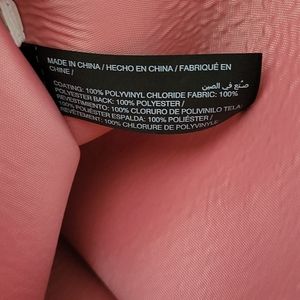 MADE IN CHINA / HECHO EN CHINA / FABRIQUÉ EN
CHINE / صنع في الصين
COATING: 100% POLYVINYL CHLORIDE FABRIC: 100%
POLYESTER BACK: 100% POLYESTER /
REVESTIMIENTO: 100% CLORURO DE POLIVINILO TELA:
100% POLIÉSTER ESPALDA: 100% POLIÉSTER /
REVÊTEMENT: 100% CHLORURE DE POLYVINYLE